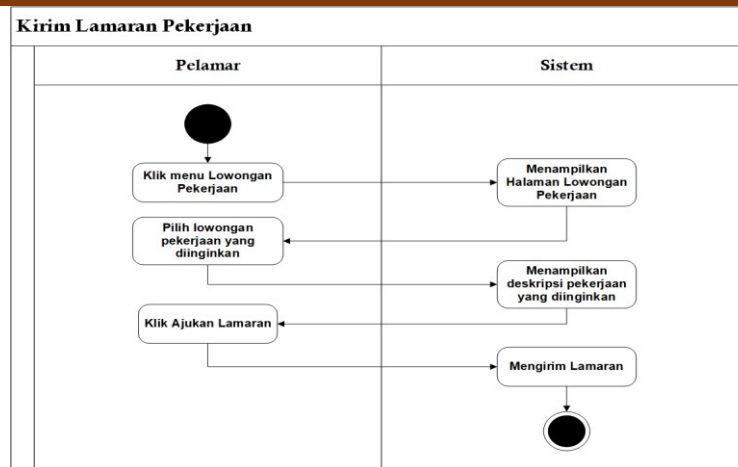 Kirim Lamaran Pekerjaan
Pelamar
Sistem
Klik menu Lowongan
Pekerjaan
Menampilkan
Halaman Lowongan
Pekerjaan
Pilih lowongan
pekerjaan yang
diinginkan
Menampilkan
deskripsi pekerjaan
yang diinginkan
Klik Ajukan Lamaran
Mengirim Lamaran